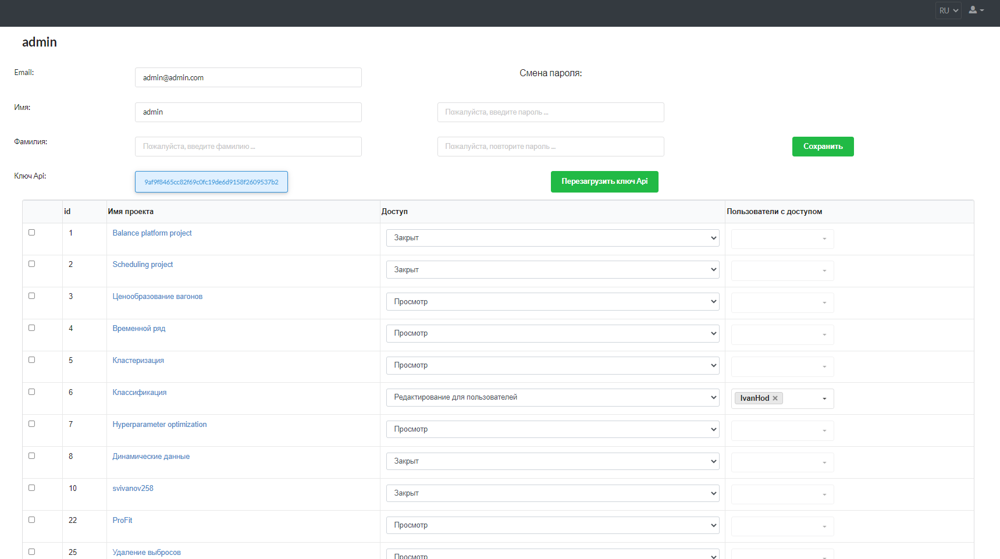 RU
admin
Email:
admin@admin.com
Смена пароля:
Имя:
admin
Пожалуйста, введите пароль ...
Фамилия:
Пожалуйста, введите фамилию ...
Пожалуйста, повторите пароль ...
Сохранить
Ключ Api:
9af9f8465cc82f69c0fc19de6d9158f2609537b2
Перезагрузить ключ Api
id Имя проекта Доступ Пользователи с доступом
1 Balance platform project Закрыт
2 Scheduling project Закрыт
3 Ценообразование вагонов Просмотр
4 Временной ряд Просмотр
5 Кластеризация Просмотр
6 Классификация Редактирование для пользователей IvanHod
7 Hyperparameter optimization Просмотр
8 Динамические данные Закрыт
10 svivanov258 Закрыт
22 ProFit Просмотр
25 Удаление выбросов Просмотр